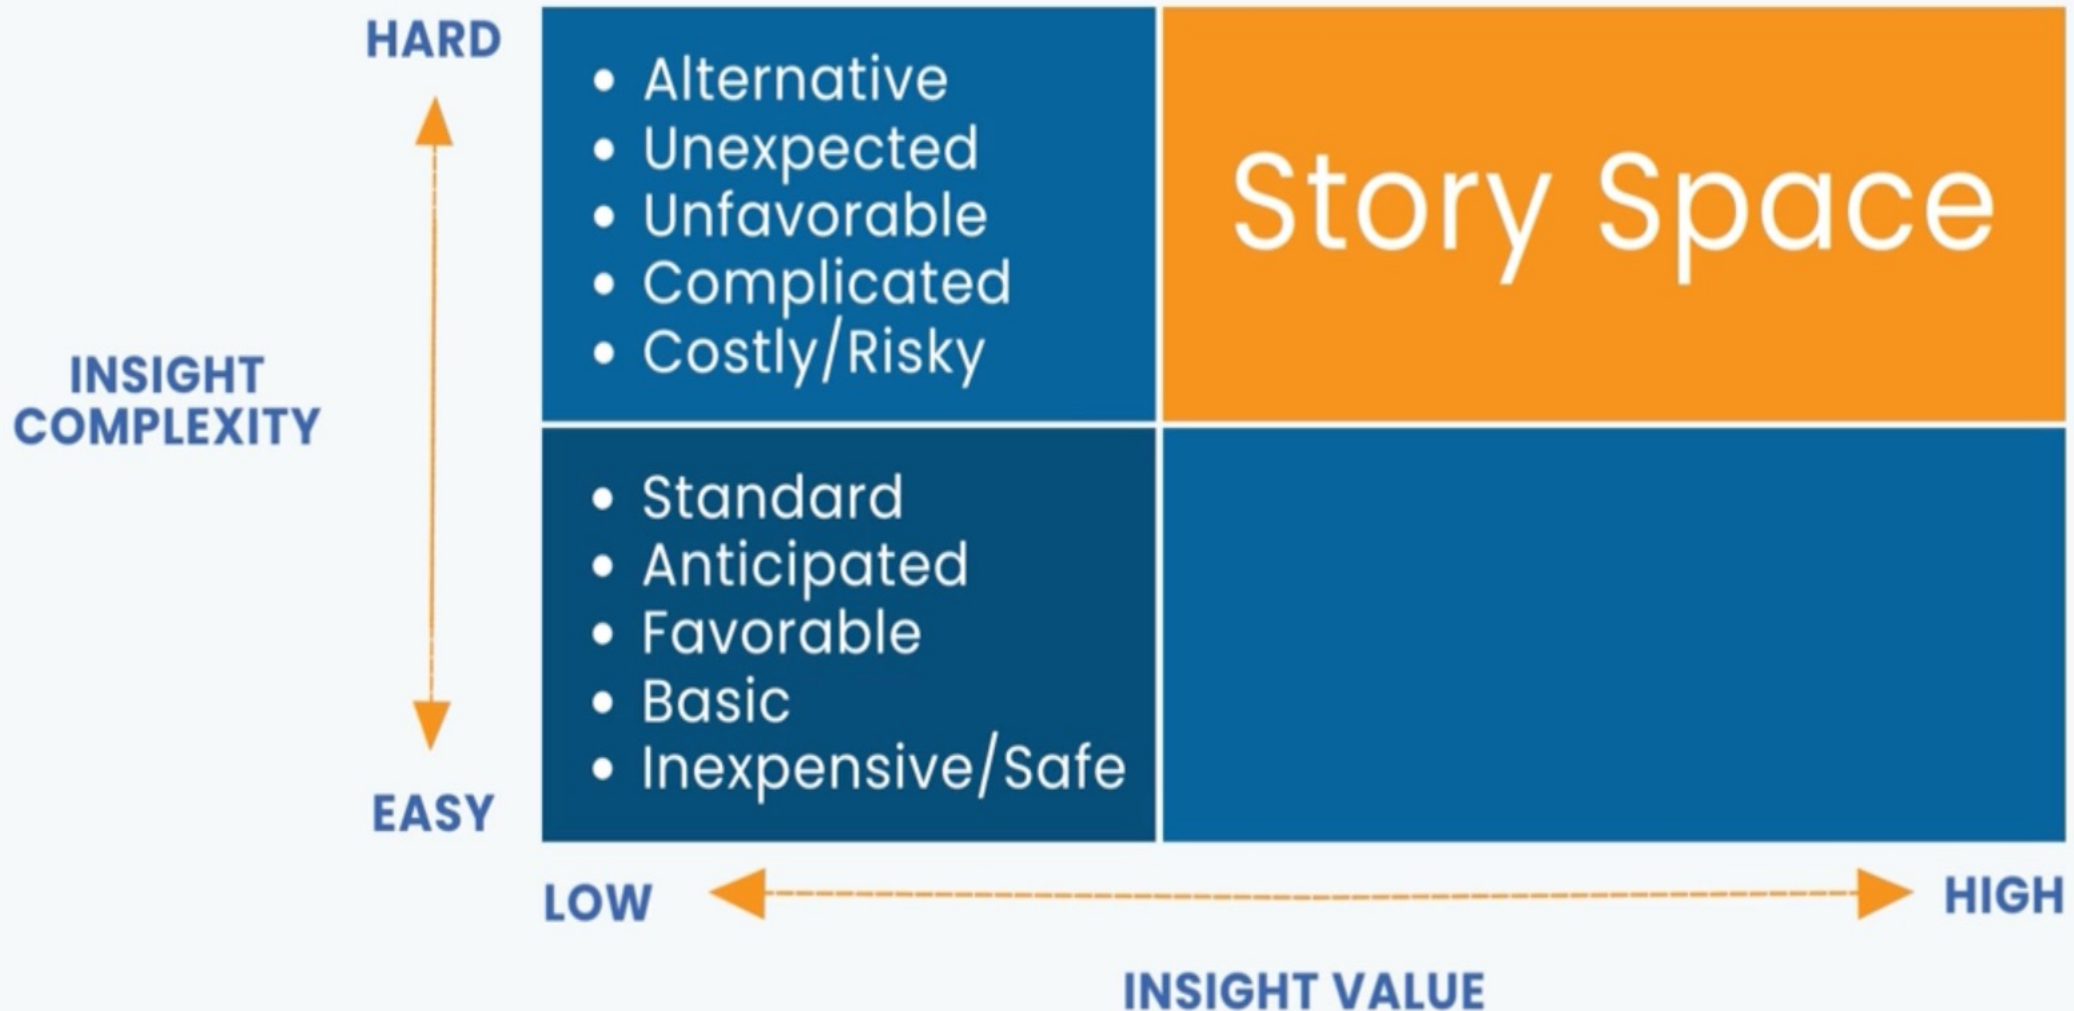 HARD
• Alternative
• Unexpected
• Unfavorable
• Complicated
• Costly/Risky
Story Space
INSIGHT
COMPLEXITY
• Standard
• Anticipated
• Favorable
• Basic
• Inexpensive/Safe
EASY
LOW
HIGH
INSIGHT VALUE